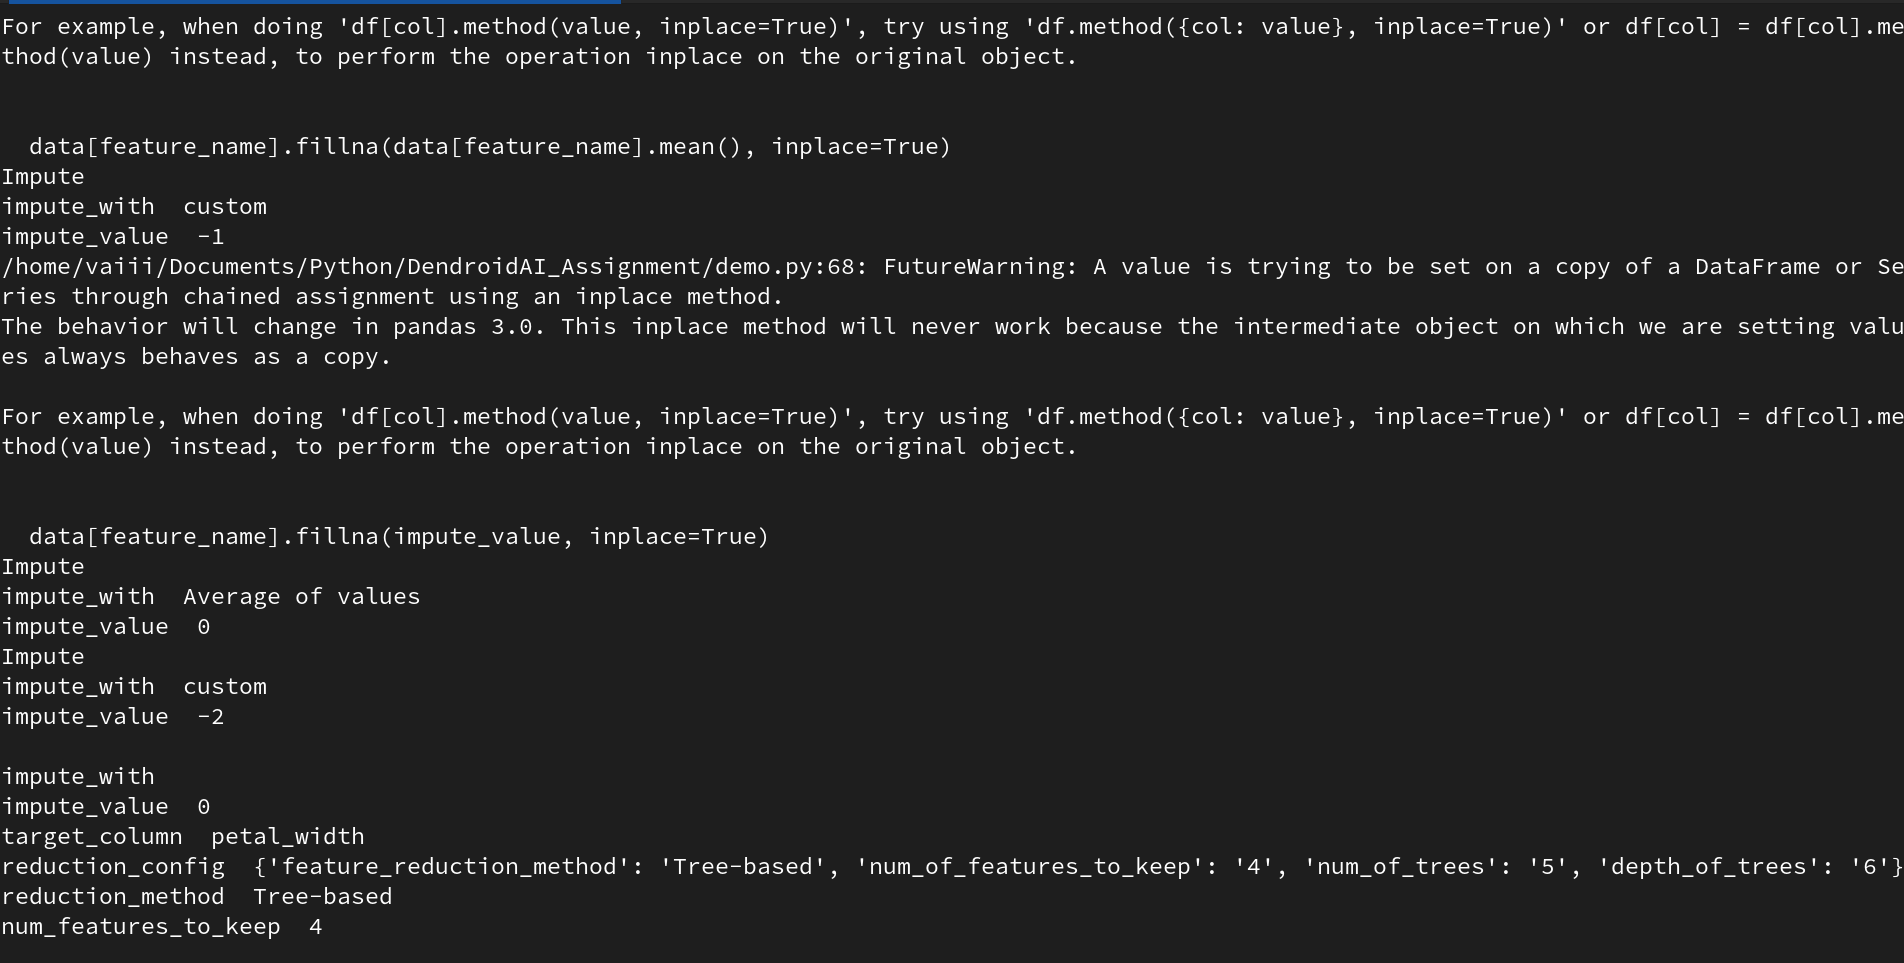 For example, when doing 'df[col].method(value, inplace=True)', try using 'df.method({col: value}, inplace=True)' or df[col] = df[col].me
thod(value) instead, to perform the operation inplace on the original object.
  data[feature_name].fillna(data[feature_name].mean(), inplace=True)
Impute
impute_with  custom
impute_value  -1
/home/vaiii/Documents/Python/DendroidAI_Assignment/demo.py:68: FutureWarning: A value is trying to be set on a copy of a DataFrame or Se
ries through chained assignment using an inplace method.
The behavior will change in pandas 3.0. This inplace method will never work because the intermediate object on which we are setting valu
es always behaves as a copy.
For example, when doing 'df[col].method(value, inplace=True)', try using 'df.method({col: value}, inplace=True)' or df[col] = df[col].me
thod(value) instead, to perform the operation inplace on the original object.
  data[feature_name].fillna(impute_value, inplace=True)
Impute
impute_with  Average of values
impute_value  0
Impute
impute_with  custom
impute_value  -2
impute_with
impute_value  0
target_column  petal_width
reduction_config  {'feature_reduction_method': 'Tree-based', 'num_of_features_to_keep': '4', 'num_of_trees': '5', 'depth_of_trees': '6'}
reduction_method  Tree-based
num_features_to_keep  4